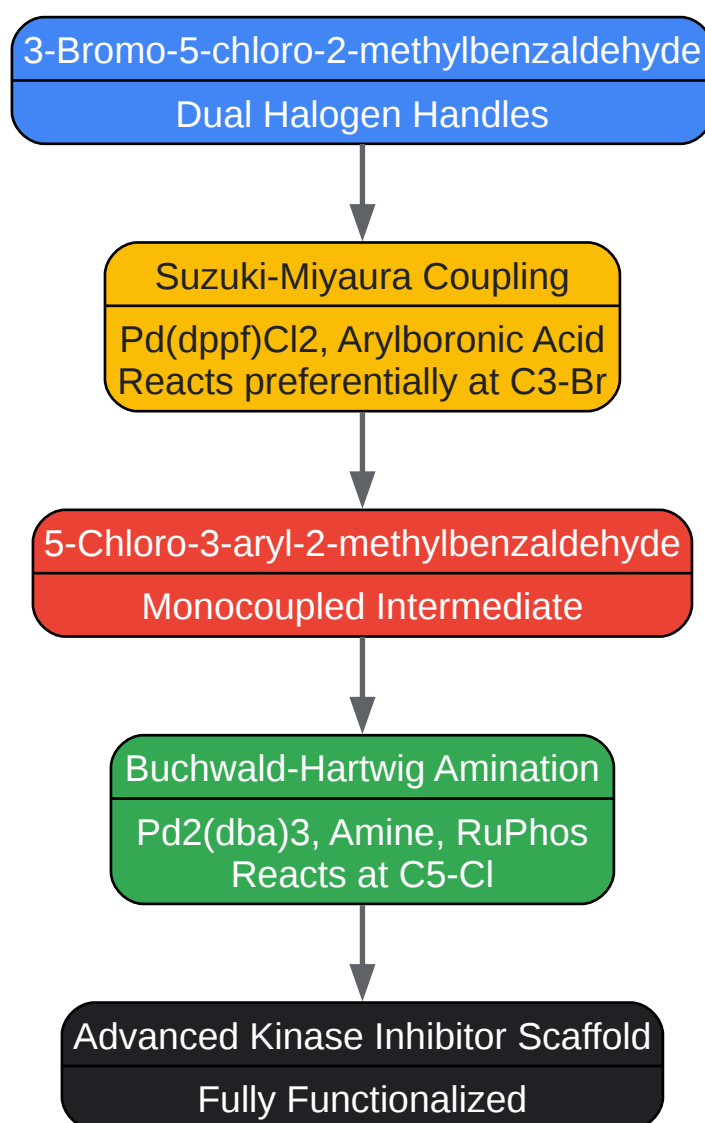 3-Bromo-5-chloro-2-methylbenzaldehyde
Dual Halogen Handles
Suzuki-Miyaura Coupling
Pd(dppf)Cl2, Arylboronic Acid
Reacts preferentially at C3-Br
5-Chloro-3-aryl-2-methylbenzaldehyde
Monocoupled Intermediate
Buchwald-Hartwig Amination
Pd2(dba)3, Amine, RuPhos
Reacts at C5-Cl
Advanced Kinase Inhibitor Scaffold
Fully Functionalized